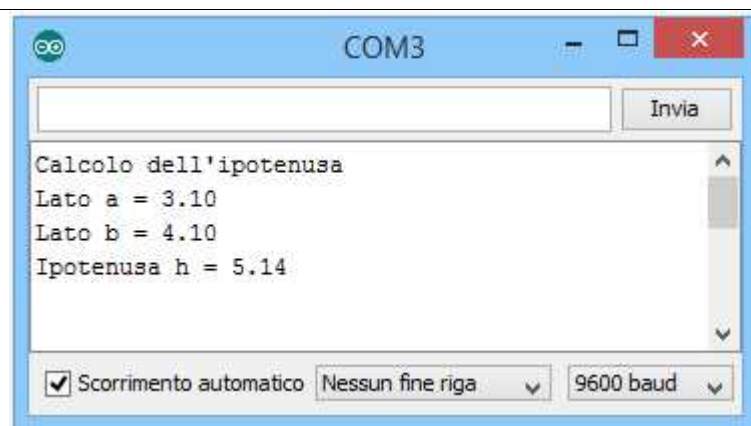 COM3
Invia
Calcolo dell'ipotenusa
Lato a = 3.10
Lato b = 4.10
Ipotenusa h = 5.14
Scorrimento automatico Nessun fine riga 9600 baud